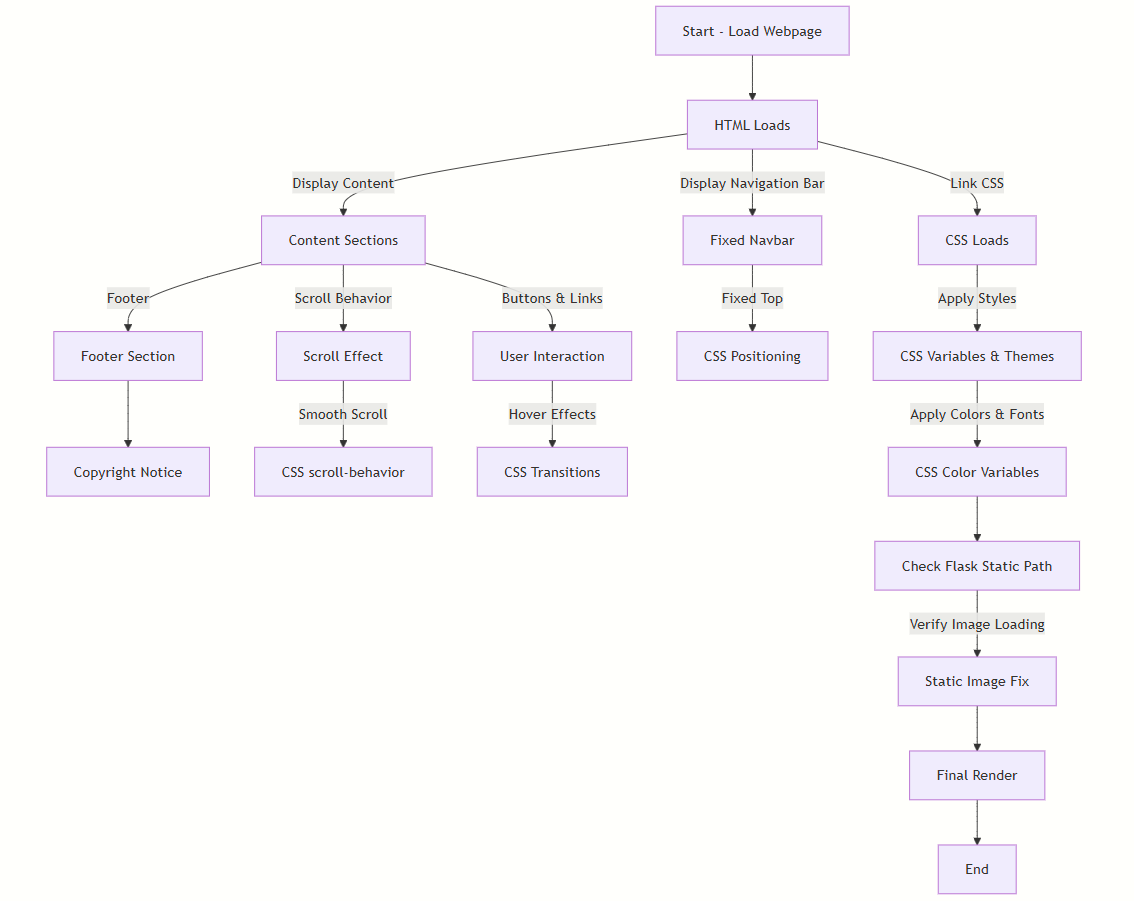 Start - Load Webpage
HTML Loads
Display Content
Display Navigation Bar
Link CSS
Content Sections
Fixed Navbar
CSS Loads
Footer
Scroll Behavior
Buttons & Links
Fixed Top
Apply Styles
Footer Section
Scroll Effect
User Interaction
CSS Positioning
CSS Variables & Themes
Smooth Scroll
Hover Effects
Apply Colors & Fonts
Copyright Notice
CSS scroll-behavior
CSS Transitions
CSS Color Variables
Check Flask Static Path
Verify Image Loading
Static Image Fix
Final Render
End